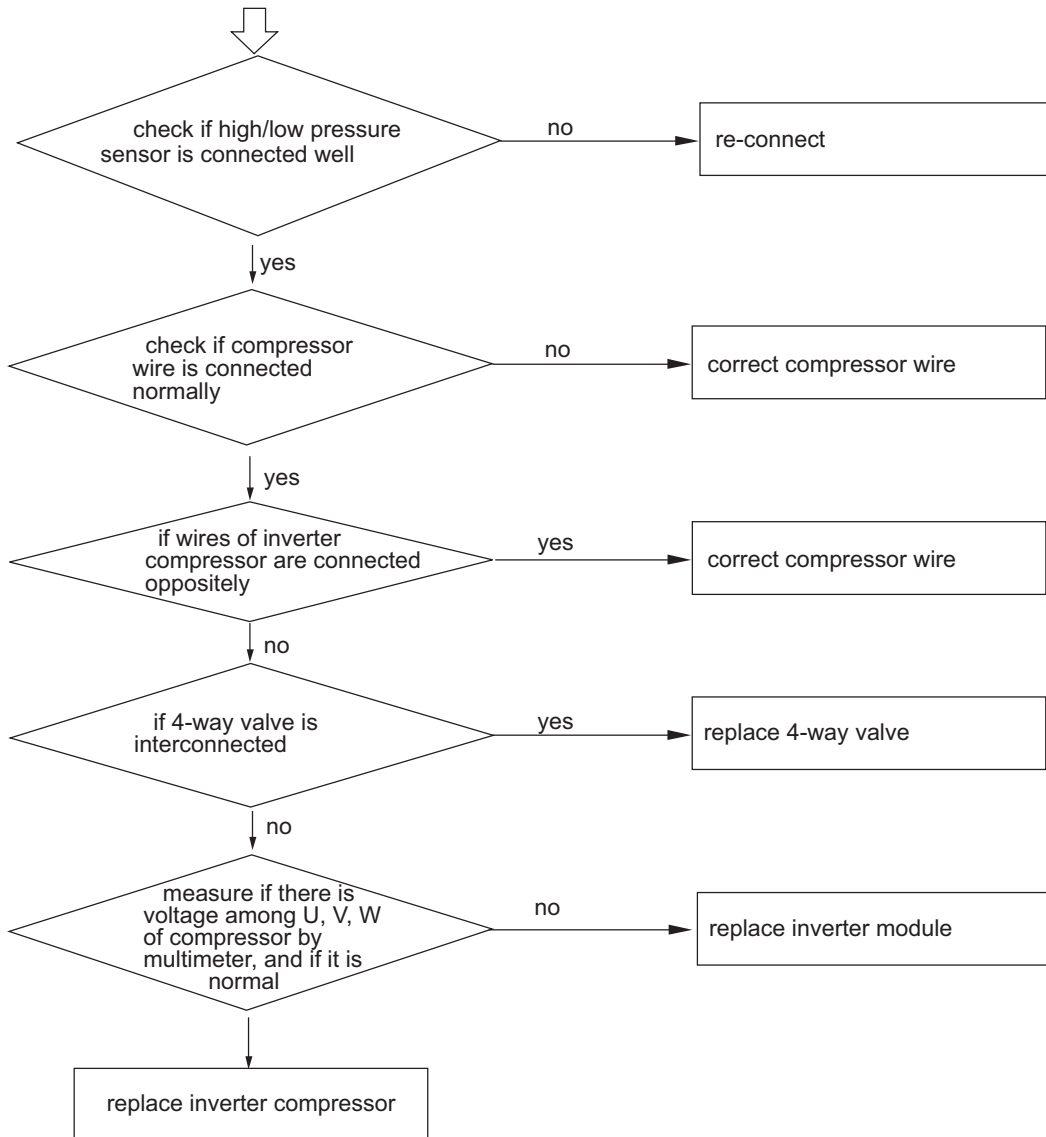 check if high/low pressure
sensor is connected well
no
re-connect
yes
check if compressor
wire is connected
normally
no
correct compressor wire
yes
if wires of inverter
compressor are connected
oppositely
yes
correct compressor wire
no
if 4-way valve is
interconnected
yes
replace 4-way valve
no
measure if there is
voltage among U, V, W
of compressor by
multimeter, and if it is
normal
no
replace inverter module
replace inverter compressor